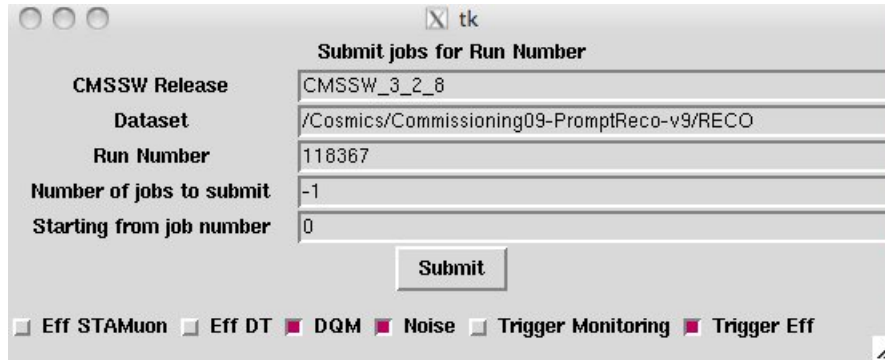 tk
Submit jobs for Run Number
CMSSW Release CMSSW_3_2_8
Dataset /Cosmics/Commissioning09-PromptReco-v9/RECO
Run Number 118367
Number of jobs to submit -1
Starting from job number 0
Submit
Eff STAMuon Eff DT DQM Noise Trigger Monitoring Trigger Eff